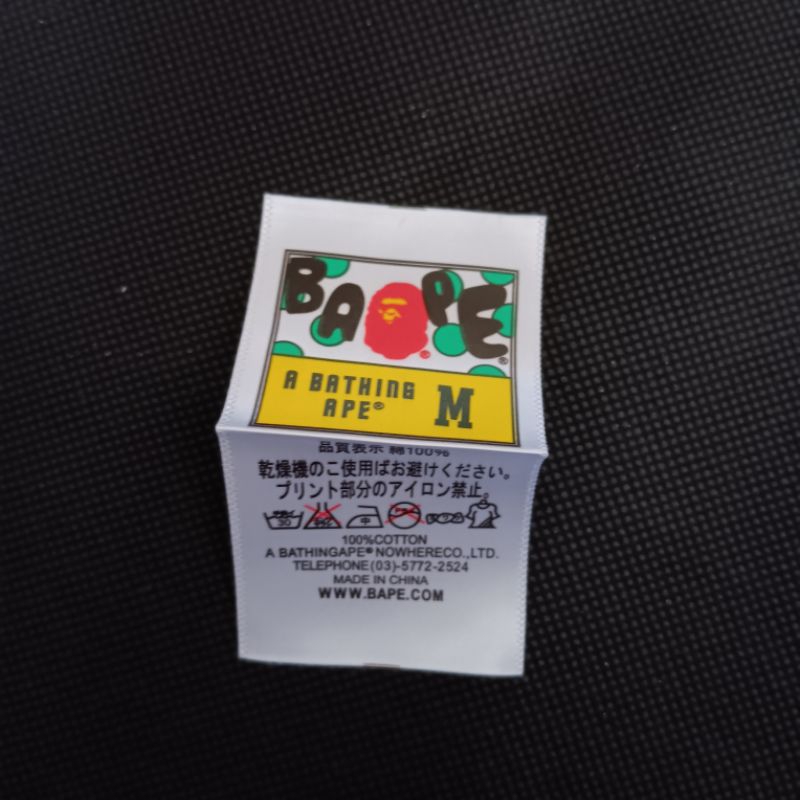 BAPE®
®
A BATHING M
APE®
品質表示 綿100%
乾燥機のご使用はお避けください。
プリント部分のアイロン禁止。
30 中
100%COTTON
A BATHINGAPE® NOWHERECO.,LTD.
TELEPHONE(03)-5772-2524
MADE IN CHINA
WWW.BAPE.COM